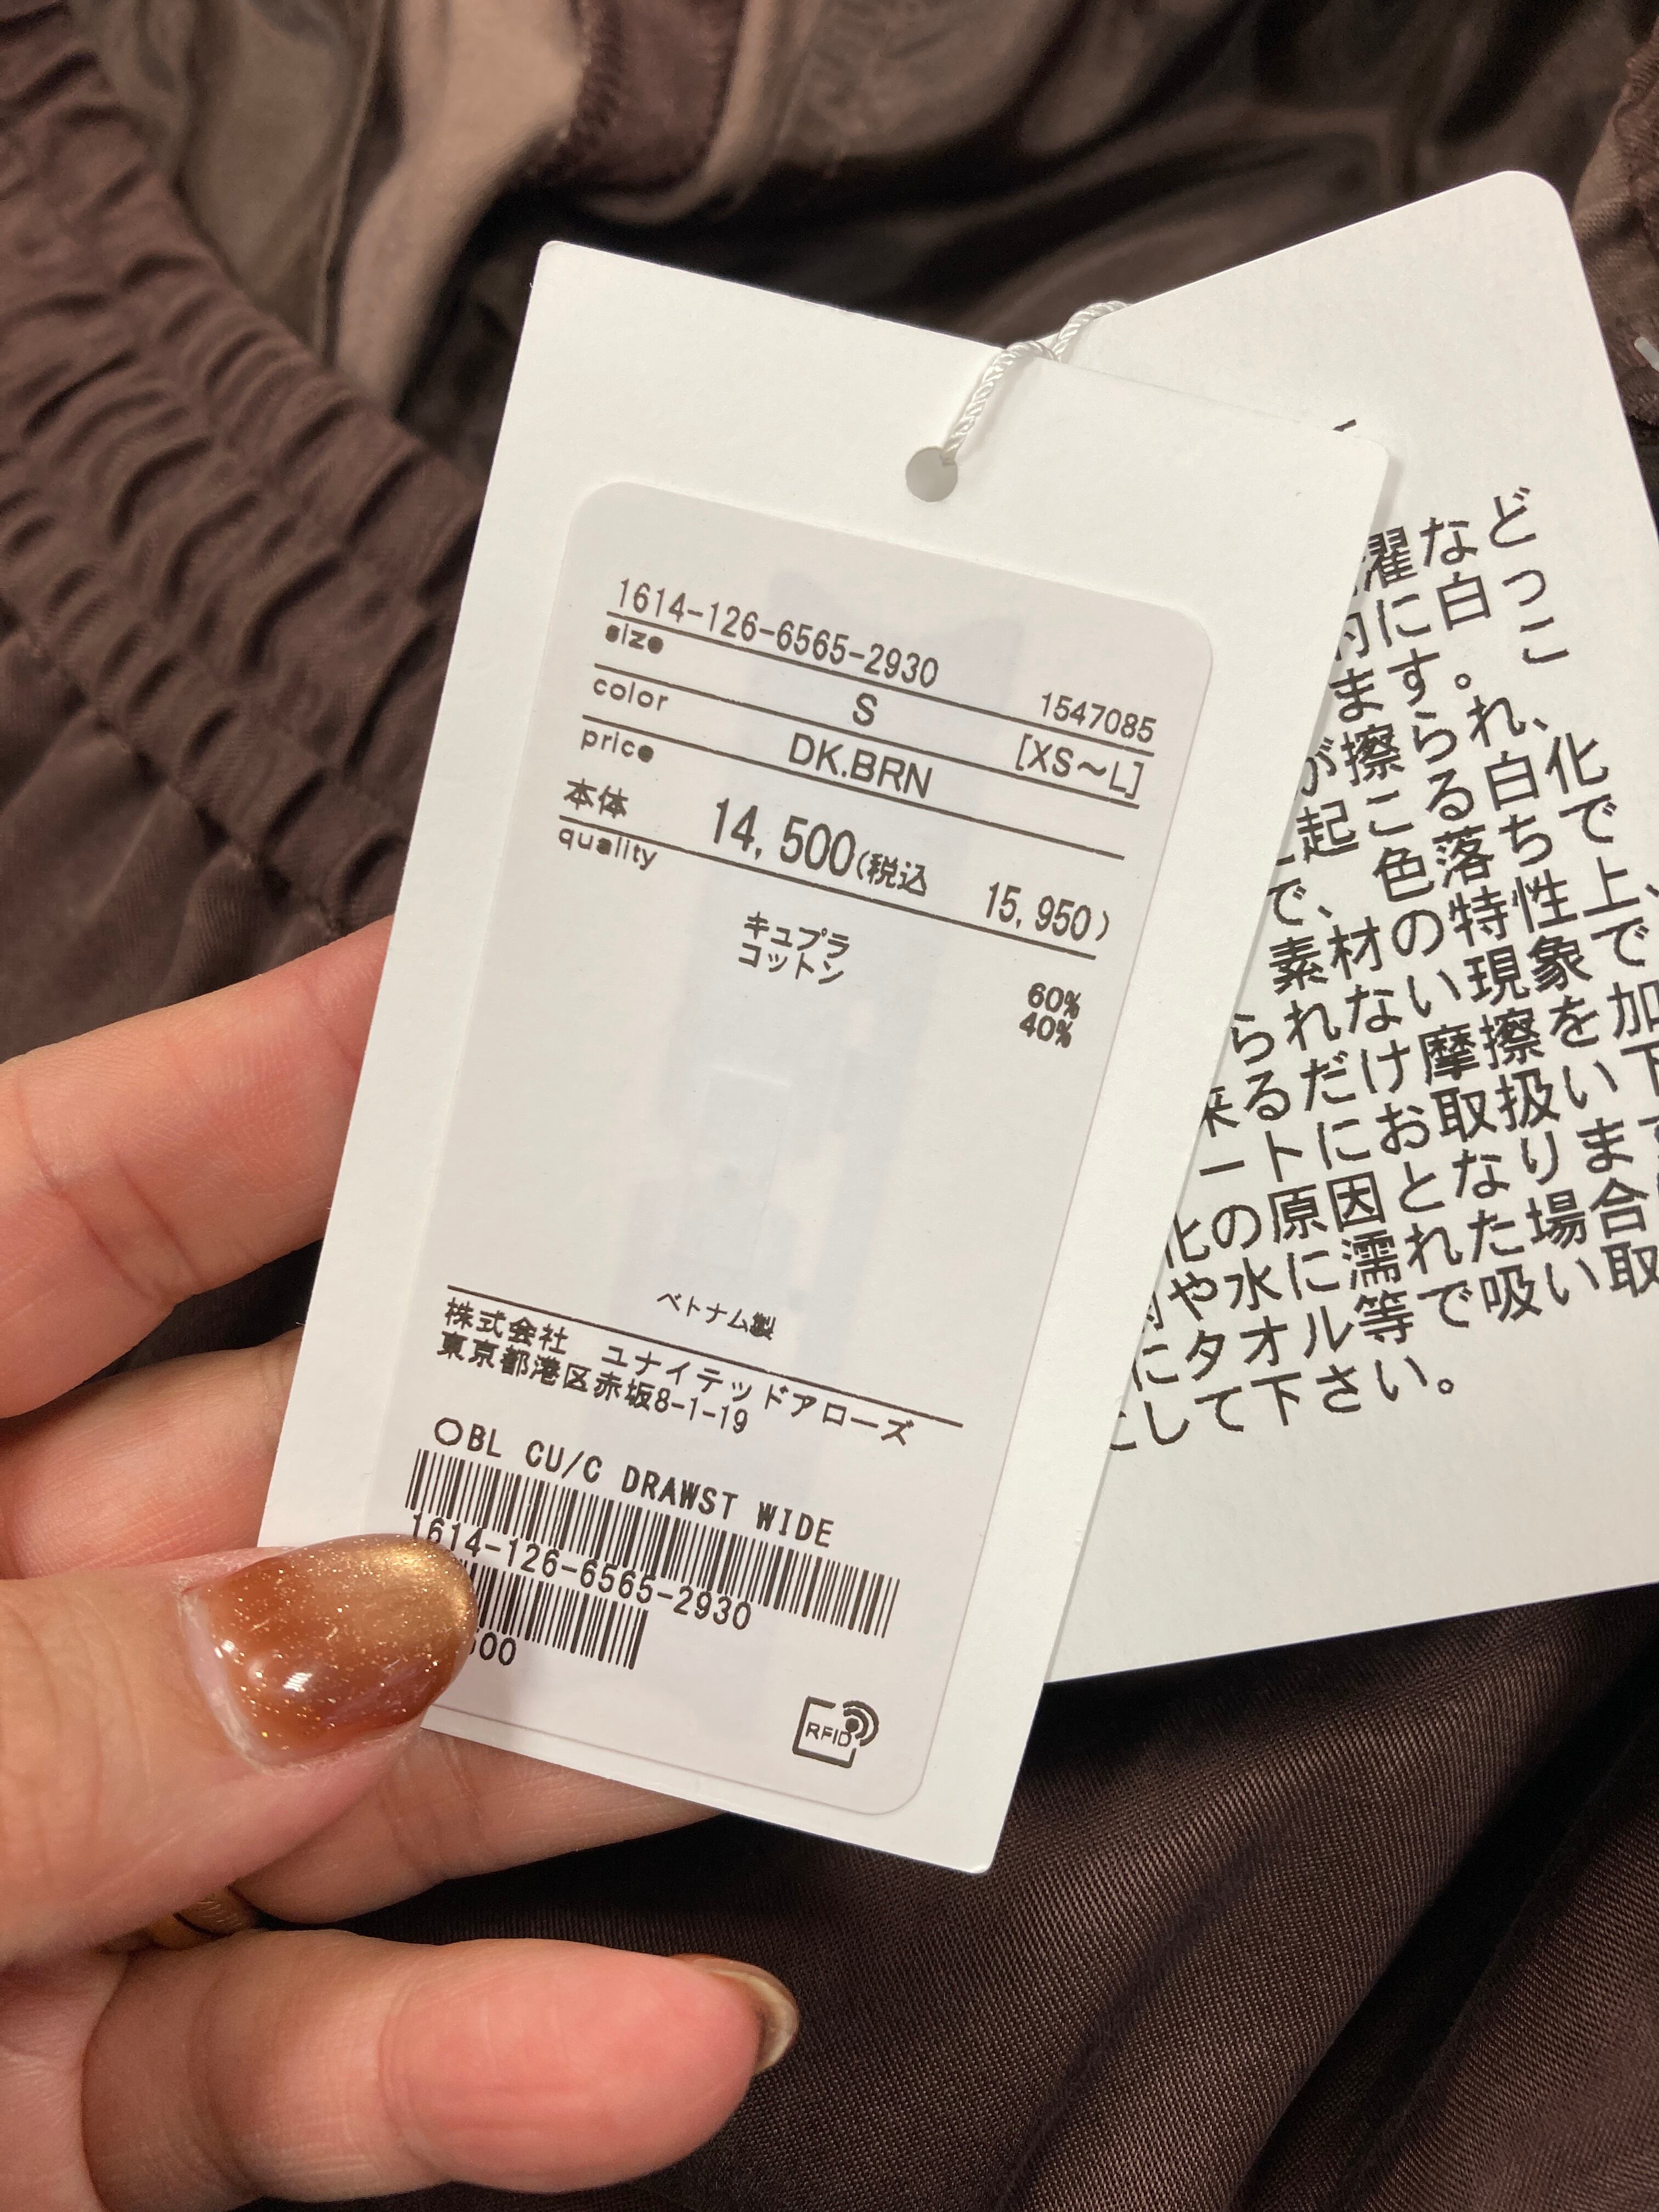 1614-126-6565-2930
size S 1547085
color DK.BRN [XS～L]
price
本体 14,500(税込 15,950)
quality
キュプラ 60%
コットン 40%
ベトナム製
株式会社 ユナイテッドアローズ
東京都港区赤坂8-1-19
〇BL CU/C DRAWST WIDE
1614-126-6565-2930
500
RFID
濯など
に白っ
ます。こ
が擦られ、
起こる白化
で、色落ちで
素材の特性上、
られない現象で
来るだけ摩擦を加
ートにお取扱い下
化の原因となります
や水に濡れた場合
にタオル等で吸い取
にして下さい。